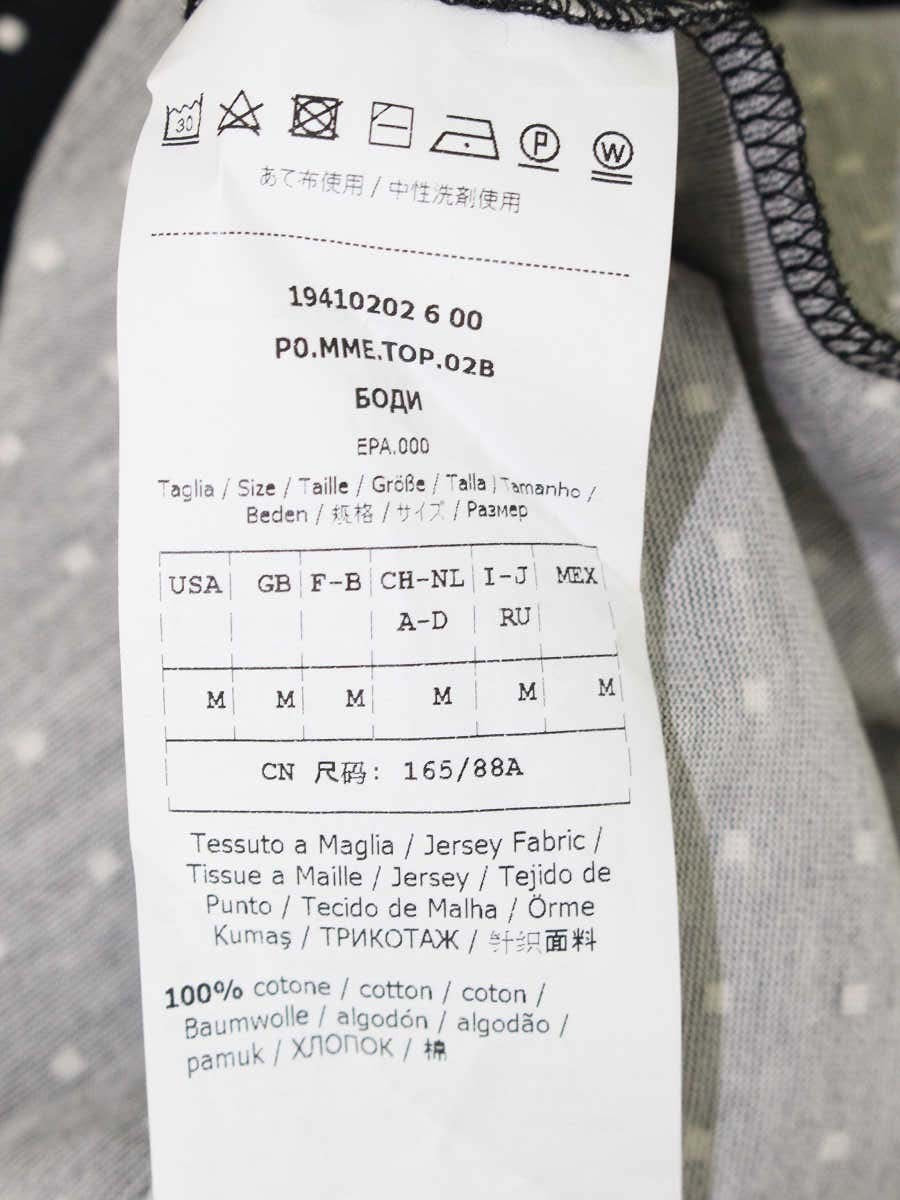 30
P
W
あて布使用 / 中性洗剤使用
19410202 6 00
PO.MME.TOP.02B
БОДИ
EPA.000
Taglia / Size / Taille / Größe / Talla / Tamanho /
Beden / 规格 / サイズ / Размер
USA GB F-B CH-NL I-J MEX
A-D RU
M M M M M M
CN 尺码: 165/88A
Tessuto a Maglia / Jersey Fabric /
Tissue a Maille / Jersey / Tejido de
Punto / Tecido de Malha / Örme
Kumaş / ТРИКОТАЖ / 针织面料
100% cotone / cotton / coton /
Baumwolle / algodón / algodão /
pamuk / ХЛОПОК / 棉